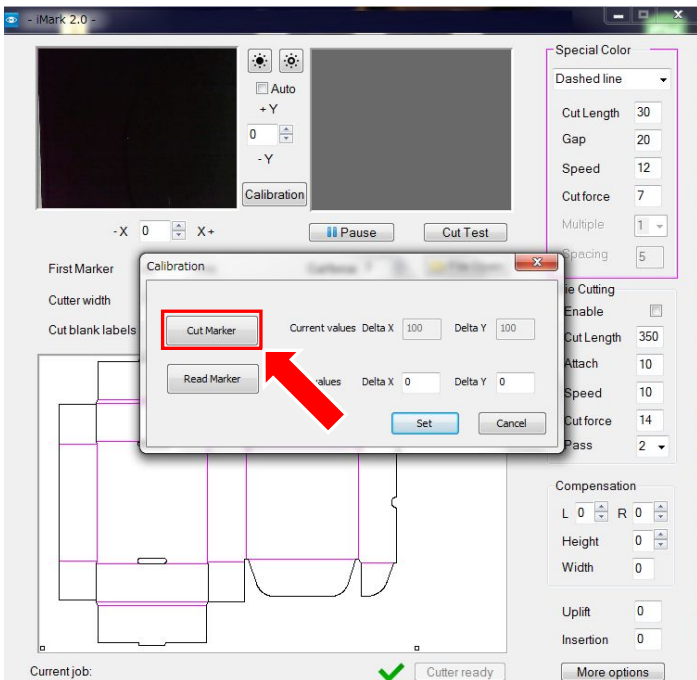 - iMark 2.0 -
Special Color
Dashed line
Auto
+ Y
0
- Y
Calibration
Cut Length 30
Gap 20
Speed 12
Cut force 7
Multiple 1
Spacing 5
- X 0 X +
Pause
Cut Test
First Marker
Cutter width
Cut blank labels
Calibration
X
Cut Marker
Current values Delta X 100 Delta Y 100
Read Marker
values Delta X 0 Delta Y 0
Set
Cancel
Cutting
Enable
Cut Length 350
Attach 10
Speed 10
Cut force 14
Pass 2
Compensation
L 0 R 0
Height 0
Width 0
Uplift 0
Insertion 0
Current job:
Cutter ready
More options